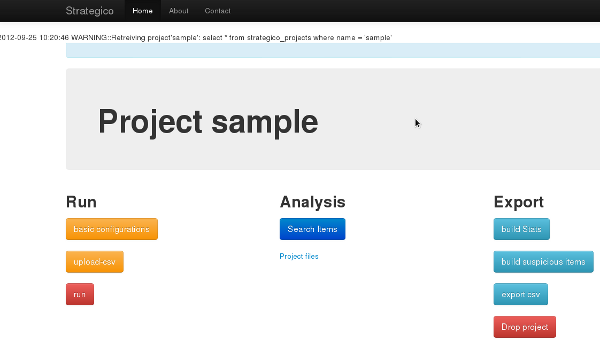 Strategico Home About Contact
2012-09-25 10:20:46 WARNING::Retreiving project'sample': select * from strategico_projects where name = 'sample'
Project sample
Run Analysis Export
basic configurations Search Items build Stats
upload-csv Project files build suspicious items
run export csv
Drop project